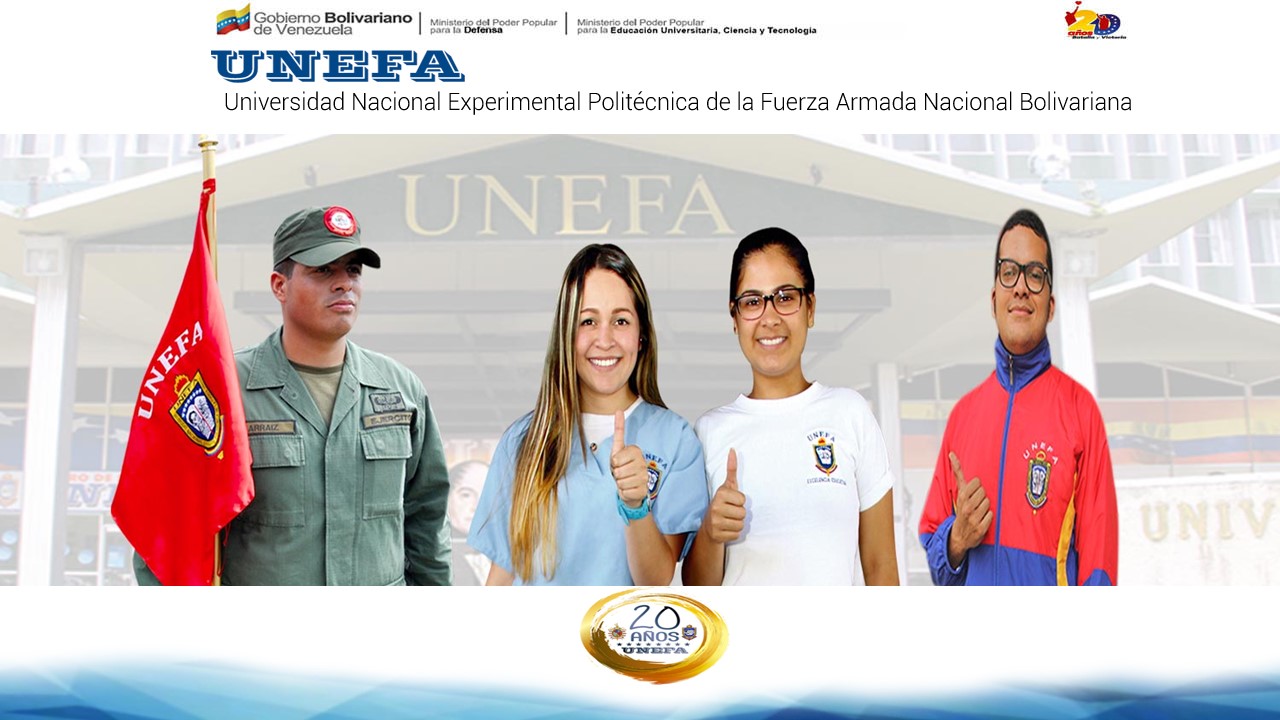 Gobierno Bolivariano
de Venezuela
Ministerio del Poder Popular
para la Defensa
Ministerio del Poder Popular
para la Educación Universitaria, Ciencia y Tecnología
20
años
Batalla y Victoria
UNEFA
Universidad Nacional Experimental Politécnica de la Fuerza Armada Nacional Bolivariana
UNEFA
UNEFA
ARRAIZ
EJERCITO
UNEFA
UNEFA
EXCELENCIA EDUCATIVA
UNEFA
UNIV
20
AÑOS
UNEFA